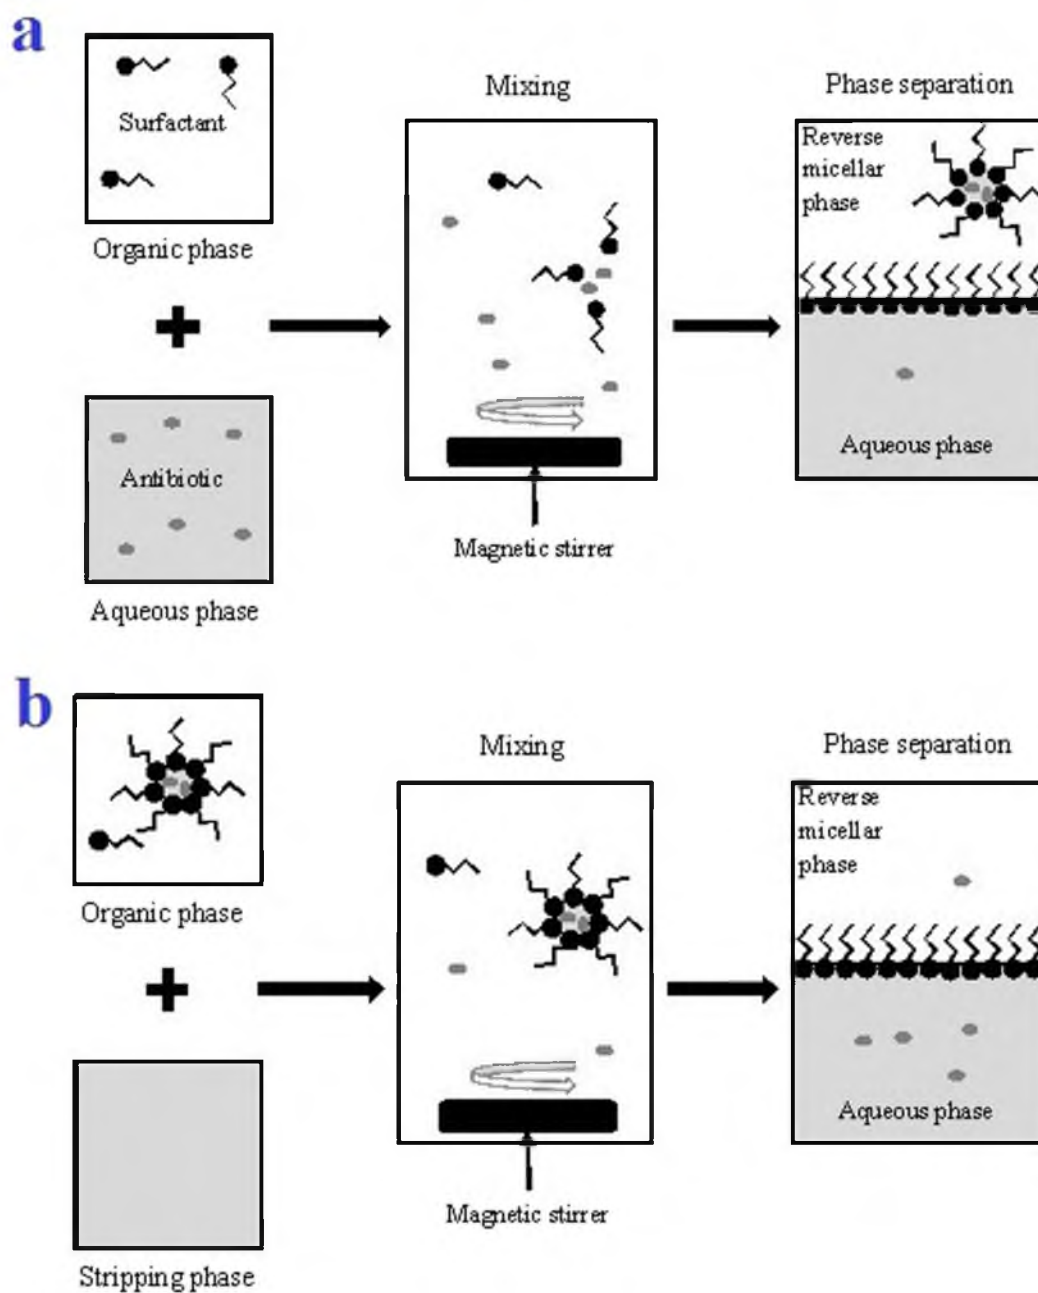 a
Surfactant
Organic phase
Antibiotic
Aqueous phase
Mixing
Magnetic stirrer
Phase separation
Reverse
micellar
phase
Aqueous phase
b
Organic phase
Stripping phase
Mixing
Magnetic stirrer
Phase separation
Reverse
micellar
phase
Aqueous phase